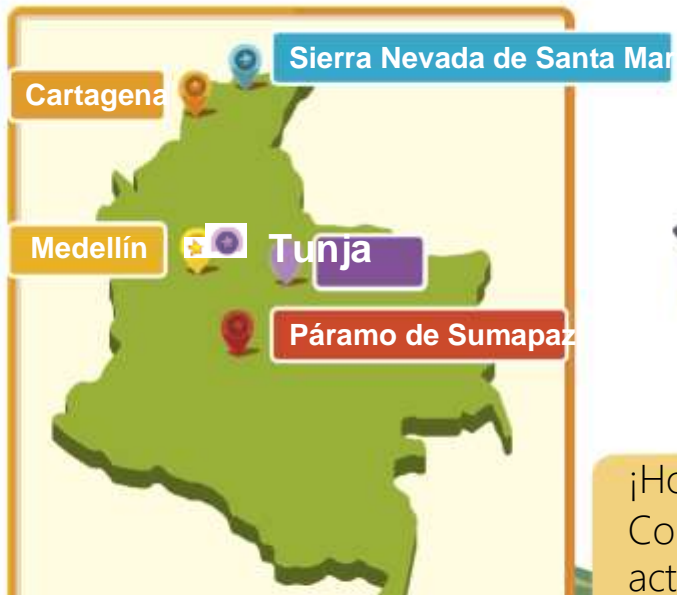 Sierra Nevada de Santa Mar
Cartagena
Medellín
Tunja
Páramo de Sumapaz
¡Ho
Co
act